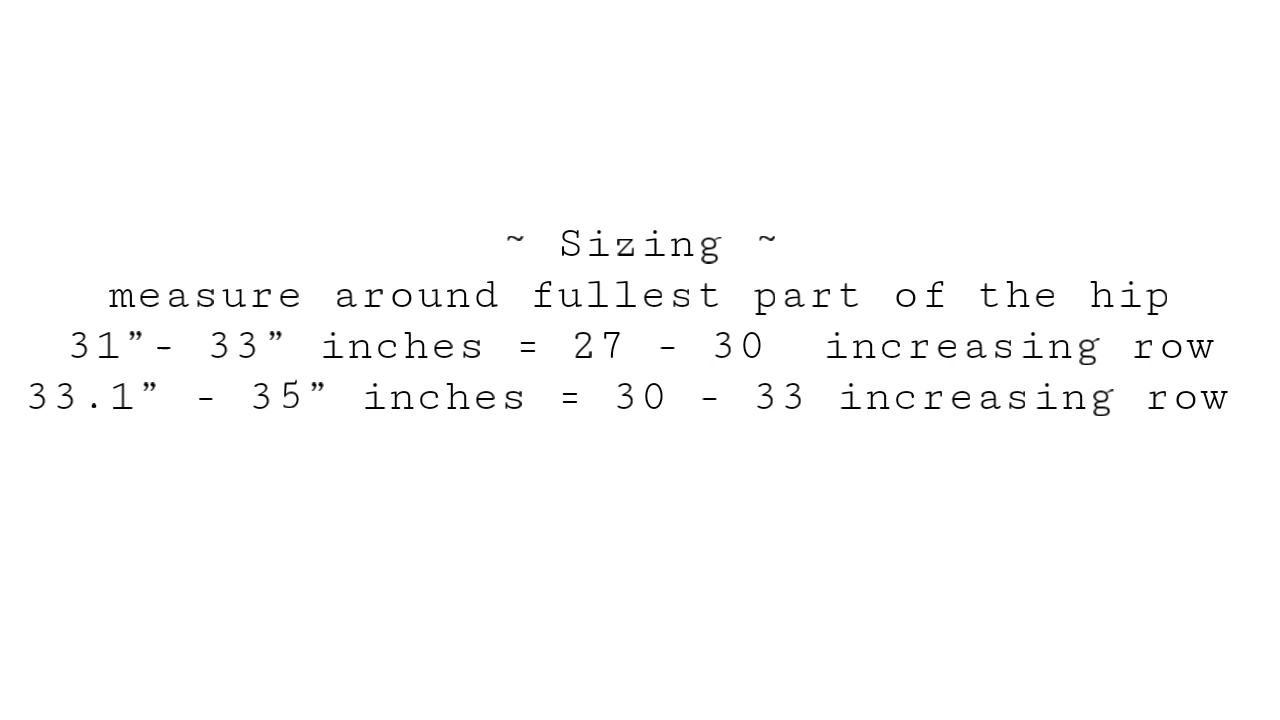 ~ Sizing ~
measure around fullest part of the hip
31”- 33” inches = 27 - 30  increasing row
33.1” - 35” inches = 30 - 33 increasing row